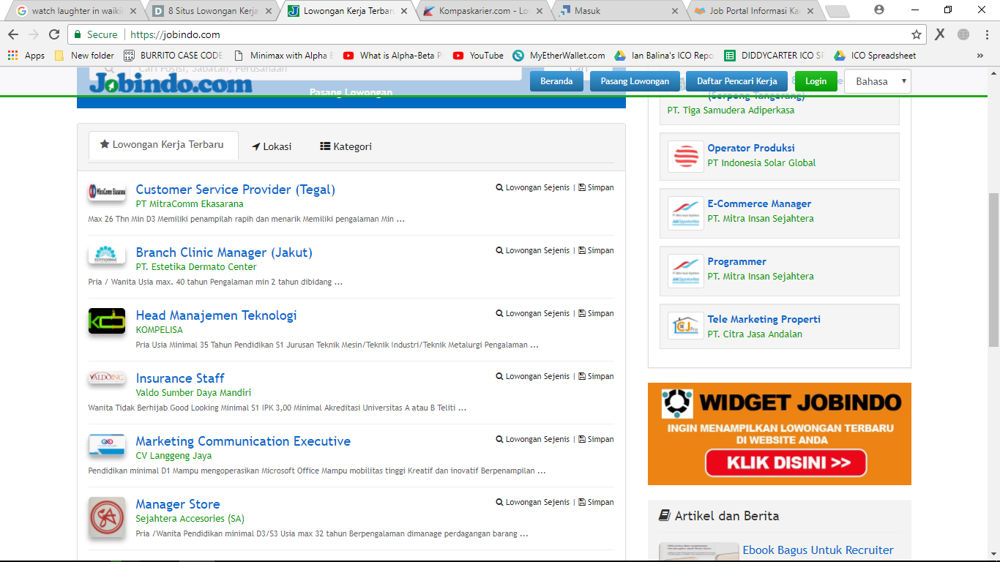 watch laughter in waikik
8 Situs Lowongan Kerja
Lowongan Kerja Terbaru
Kompaskarier.com - Lo
Masuk
Job Portal Informasi Ka
Secure | https://jobindo.com
Apps
New folder
BURRITO CASE CODE
Minimax with Alpha B
What is Alpha-Beta P
YouTube
MyEtherWallet.com
Ian Balina's ICO Repo
DIDDYCARTER ICO SP
ICO Spreadsheet
»
Cari Posisi, Jabatan, Perusahaan
Cari
Jobindo.com
Pasang Lowongan
Beranda
Pasang Lowongan
Daftar Pencari Kerja
Login
Bahasa
Lowongan Kerja Terbaru
Lokasi
Kategori
Customer Service Provider (Tegal)
Lowongan Sejenis | Simpan
PT MitraComm Ekasarana
Max 26 Thn Min D3 Memiliki penampilah rapih dan menarik Memiliki pengalaman Min ...
Branch Clinic Manager (Jakut)
Lowongan Sejenis | Simpan
PT. Estetika Dermato Center
Pria / Wanita Usia max. 40 tahun Pengalaman min 2 tahun dibidang ...
Head Manajemen Teknologi
Lowongan Sejenis | Simpan
KOMPELISA
Pria Usia Minimal 35 Tahun Pendidikan S1 Jurusan Teknik Mesin/Teknik Industri/Teknik Metalurgi Pengalaman ...
Insurance Staff
Lowongan Sejenis | Simpan
Valdo Sumber Daya Mandiri
Wanita Tidak Berhijab Good Looking Minimal S1 IPK 3,00 Minimal Akreditasi Universitas A atau B Teliti ...
Marketing Communication Executive
Lowongan Sejenis | Simpan
CV Langgeng Jaya
Pendidikan minimal D1 Mampu mengoperasikan Microsoft Office Mampu mobilitas tinggi Kreatif dan inovatif Berpenampilan ...
Manager Store
Lowongan Sejenis | Simpan
Sejahtera Accesories (SA)
Pria /Wanita Pendidikan minimal D3/S3 Usia max 32 tahun Berpengalaman dimanage perdagangan barang ...
(Serpong Tangerang)
PT. Tiga Samudera Adiperkasa
Operator Produksi
PT Indonesia Solar Global
E-Commerce Manager
PT. Mitra Insan Sejahtera
Programmer
PT. Mitra Insan Sejahtera
Tele Marketing Properti
PT. Citra Jasa Andalan
WIDGET JOBINDO
INGIN MENAMPILKAN LOWONGAN TERBARU
DI WEBSITE ANDA
KLIK DISINI >>
Artikel dan Berita
Ebook Bagus Untuk Recruiter